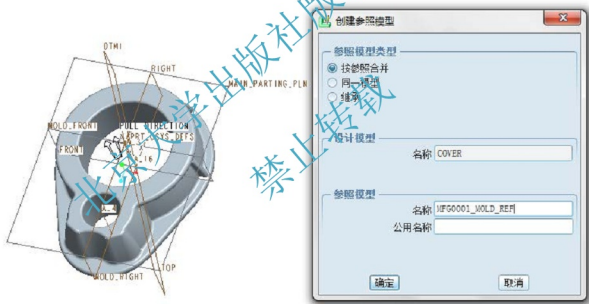 DTM1
RIGHT
MAIN_PARTING_PLN
MOLD_FRONT
PULL DIRECTION
FRONT
TOP
MOLD_RIGHT
创建参照模型
参照模型类型
按参照合并
同一模型
继承
设计模型
名称 COVER
参照模型
名称 MFG0001_MOLD_REF
公用名称
确定
取消
北京大学出版社版权
禁止转载